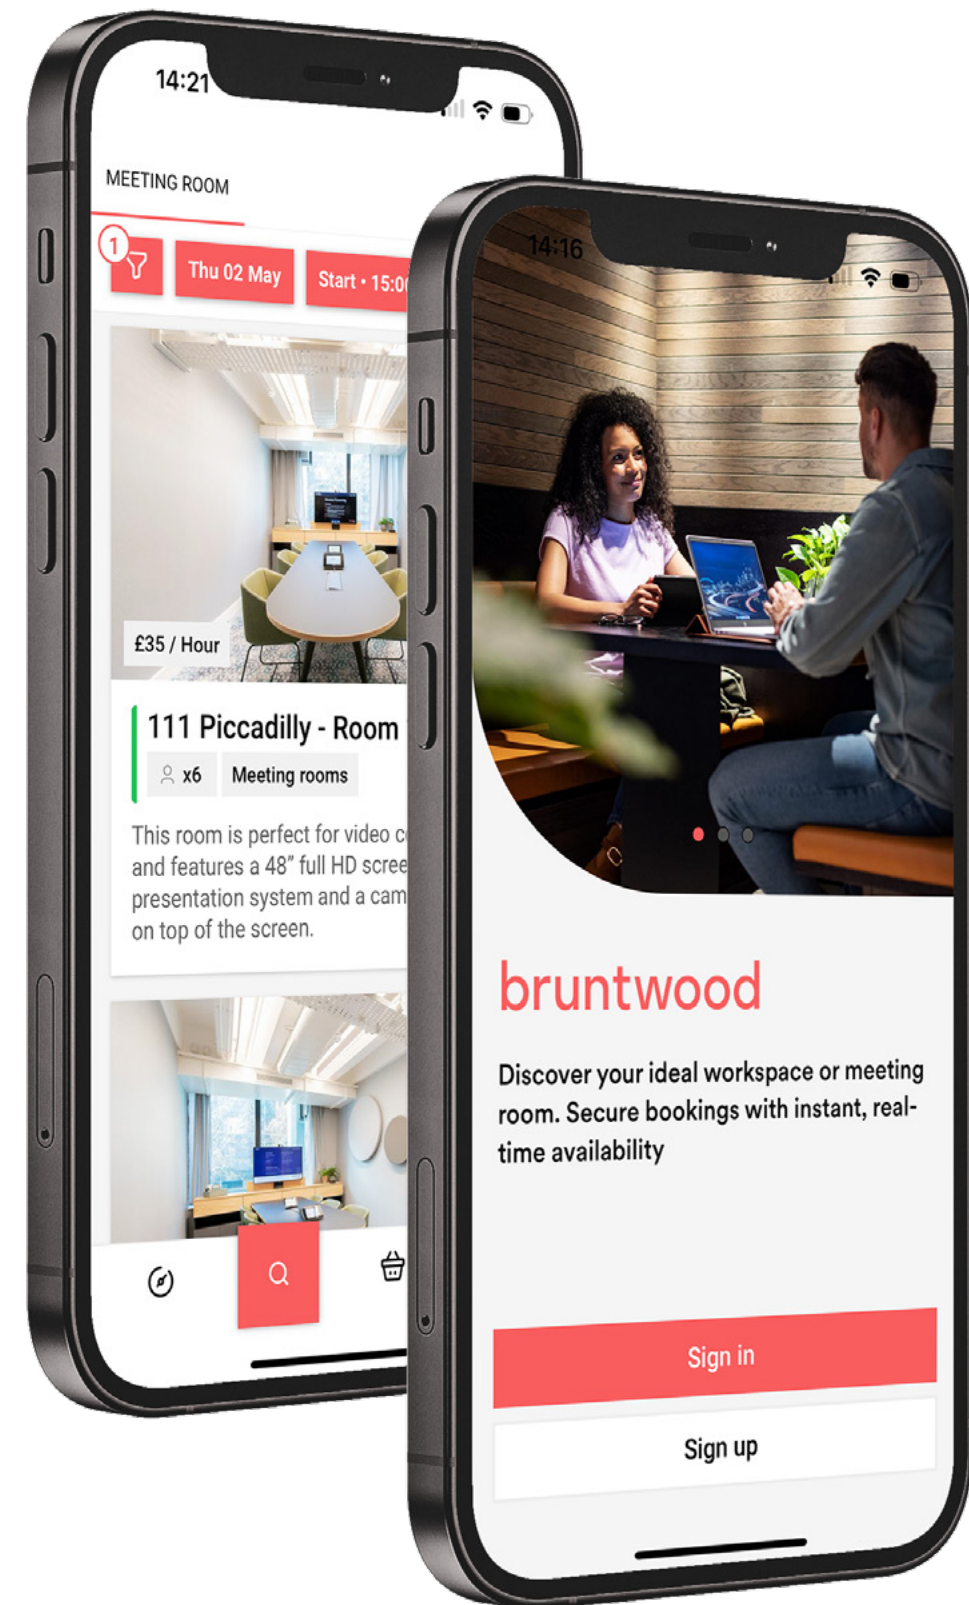 14:21
MEETING ROOM
1
Thu 02 May
Start • 15:00
£35 / Hour
111 Piccadilly - Room
x6
Meeting rooms
This room is perfect for video
and features a 48" full HD
presentation system and a
on top of the screen.
14:16
bruntwood
Discover your ideal workspace or meeting
room. Secure bookings with instant, real-
time availability
Sign in
Sign up